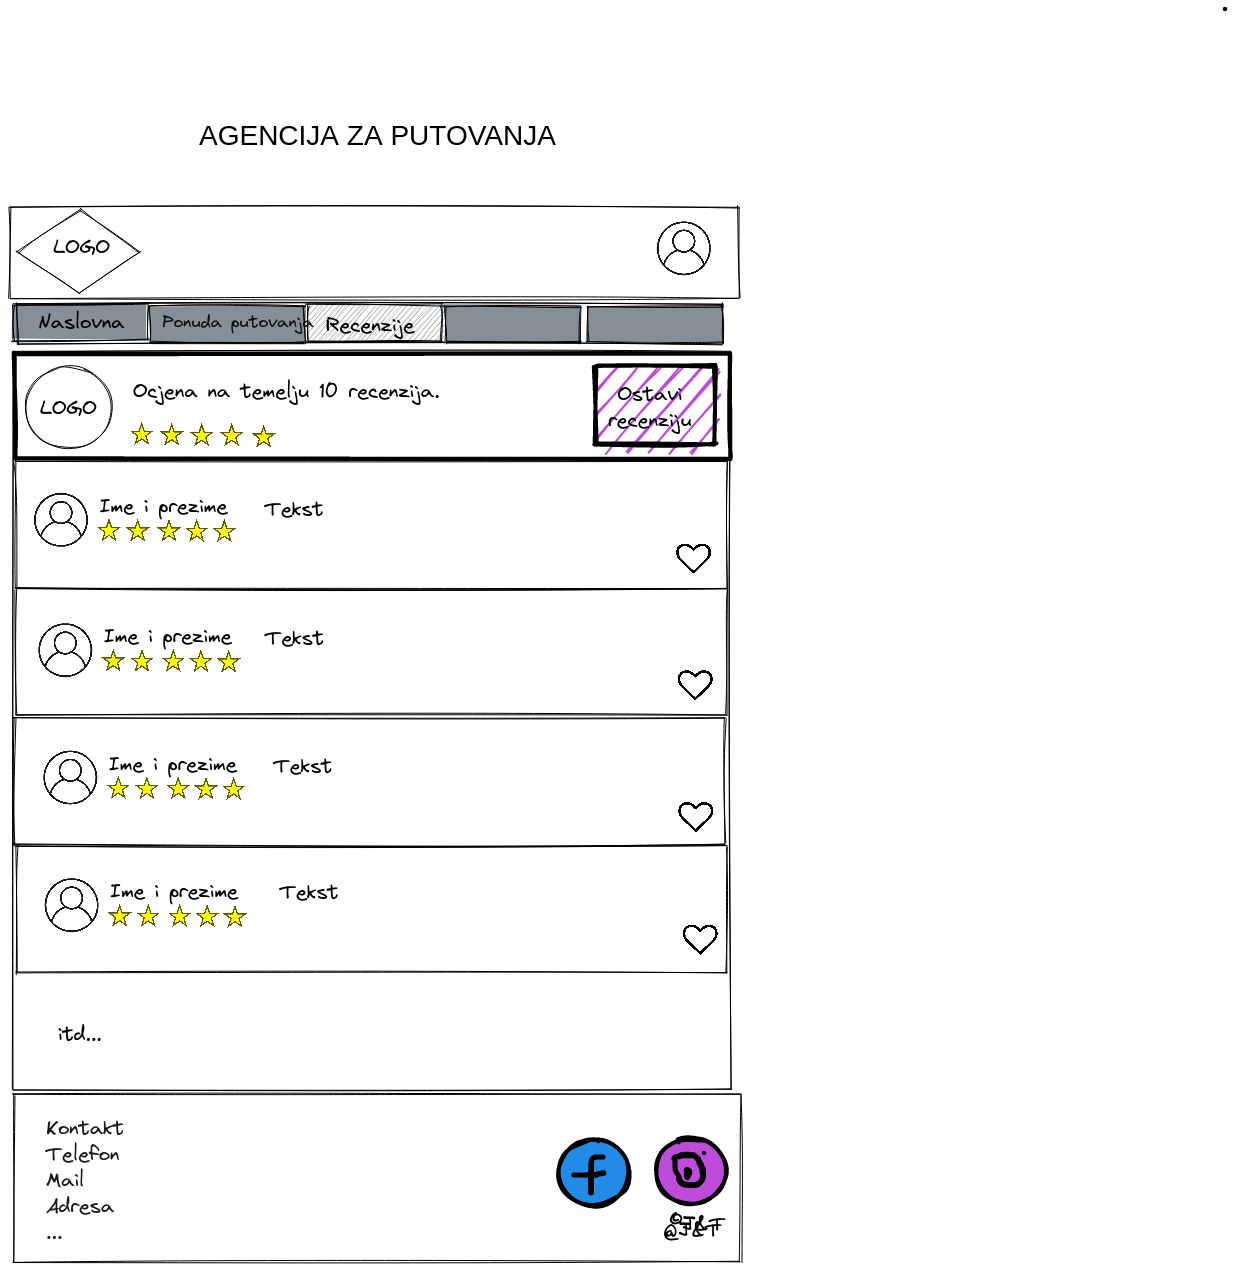 AGENCIJA ZA PUTOVANJA
LOGO
Naslovna Ponuda putovanja Recenzije
LOGO
Ocjena na temelju 10 recenzija.
Ostavi
recenziju
Ime i prezime Tekst
Ime i prezime Tekst
Ime i prezime Tekst
Ime i prezime Tekst
itd...
Kontakt
Telefon
Mail
Adresa
...